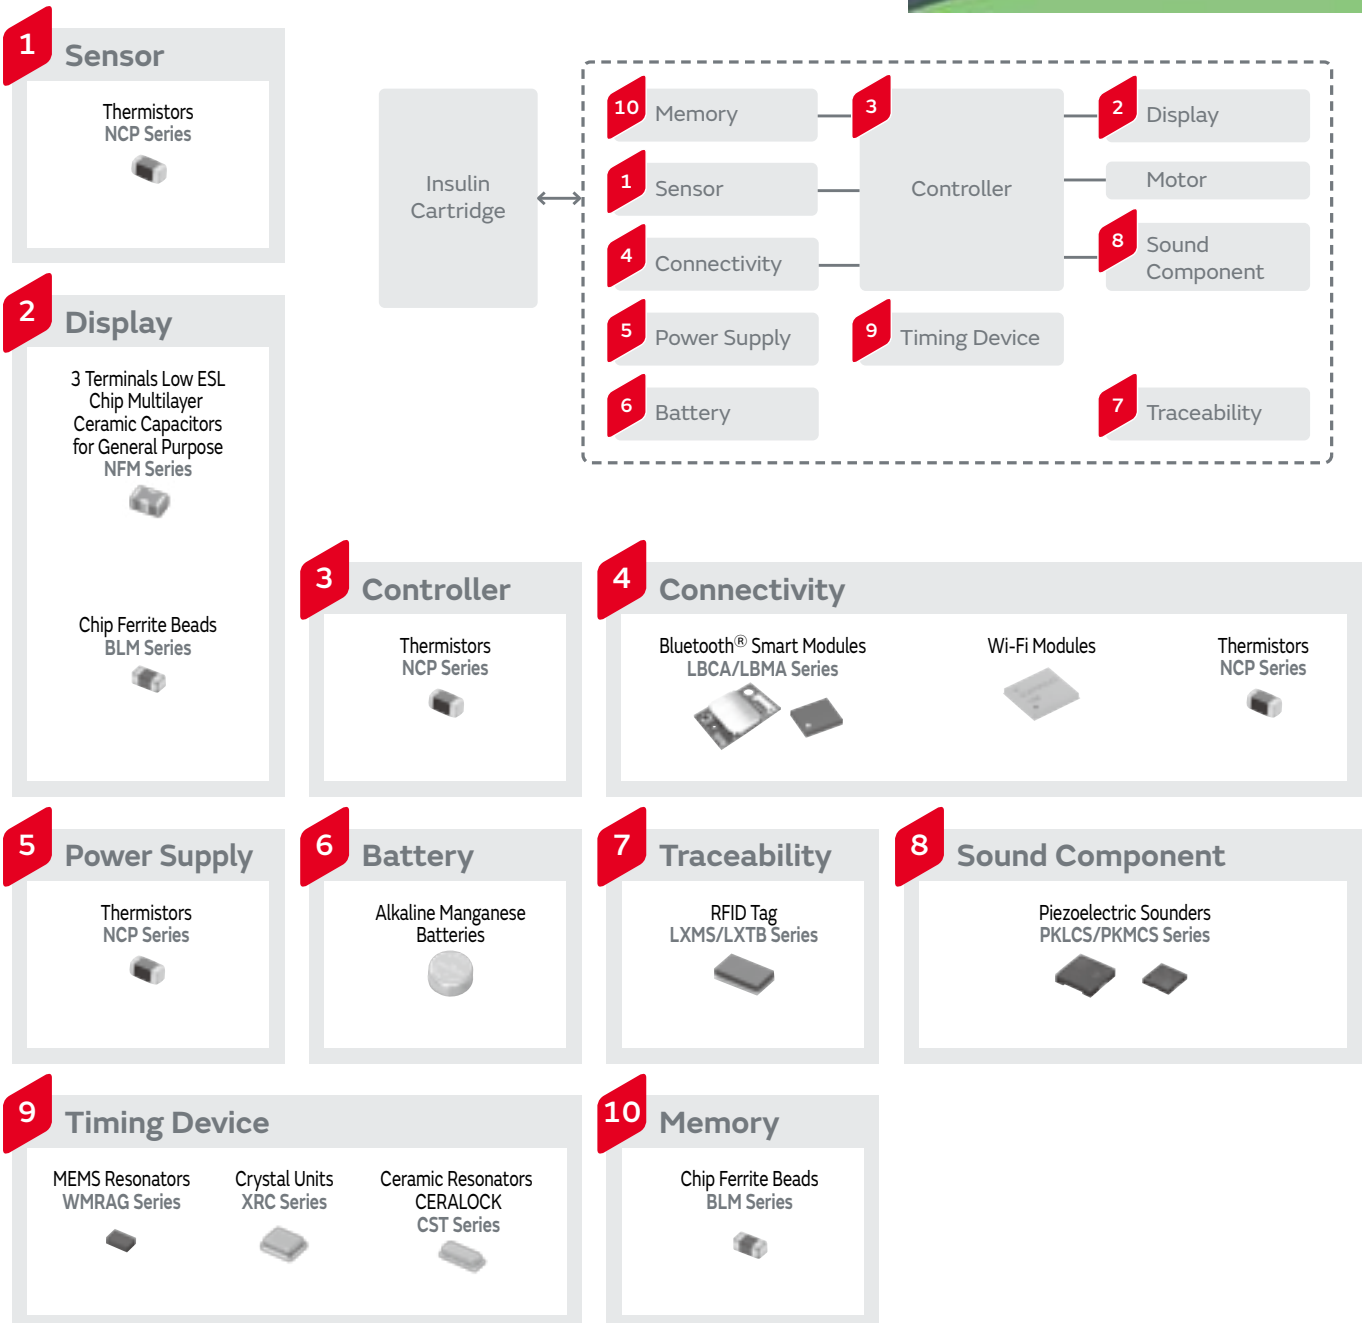 1
Sensor
Thermistors
NCP Series
Insulin
Cartridge
10
Memory
1
Sensor
4
Connectivity
5
Power Supply
6
Battery
3
Controller
9
Timing Device
2
Display
Motor
8
Sound
Component
7
Traceability
2
Display
3 Terminals Low ESL
Chip Multilayer
Ceramic Capacitors
for General Purpose
NFM Series
Chip Ferrite Beads
BLM Series
3
Controller
Thermistors
NCP Series
4
Connectivity
Bluetooth® Smart Modules
LBCA/LBMA Series
Wi-Fi Modules
Thermistors
NCP Series
5
Power Supply
Thermistors
NCP Series
6
Battery
Alkaline Manganese
Batteries
7
Traceability
RFID Tag
LXMS/LXTB Series
8
Sound Component
Piezoelectric Sounders
PKLCS/PKMCS Series
9
Timing Device
MEMS Resonators
WMRAG Series
Crystal Units
XRC Series
Ceramic Resonators
CERALOCK
CST Series
10
Memory
Chip Ferrite Beads
BLM Series